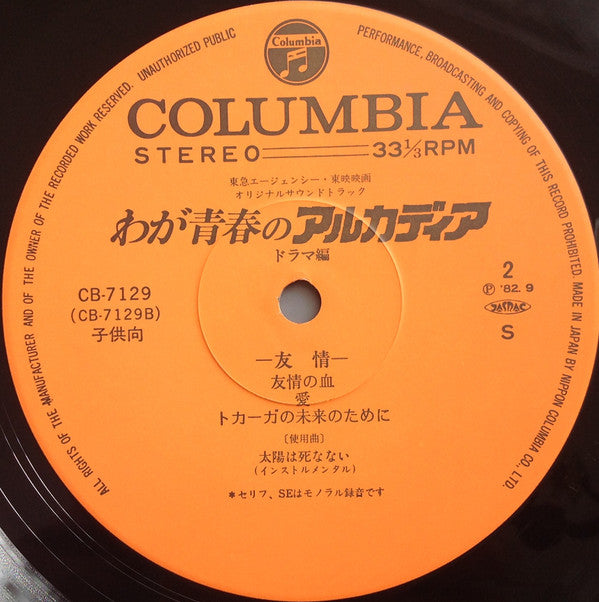 Columbia
COLUMBIA
STEREO 33 1/3 RPM
東急エージェンシー・東映映画
オリジナルサウンドトラック
わが青春のアルカディア
ドラマ編
CB-7129
(CB-7129B)
子供向
2
Ⓟ '82. 9
JASRAC
S
—友 情—
友情の血
愛
トカーガの未来のために
〔使用曲〕
太陽は死なない
(インストルメンタル)
*セリフ、SEはモノラル録音です
ALL RIGHTS OF THE MANUFACTURER AND OF THE OWNER OF THE RECORDED WORK RESERVED. UNAUTHORIZED PUBLIC PERFORMANCE, BROADCASTING AND COPYING OF THIS RECORD PROHIBITED. MADE IN JAPAN BY NIPPON COLUMBIA CO., LTD.